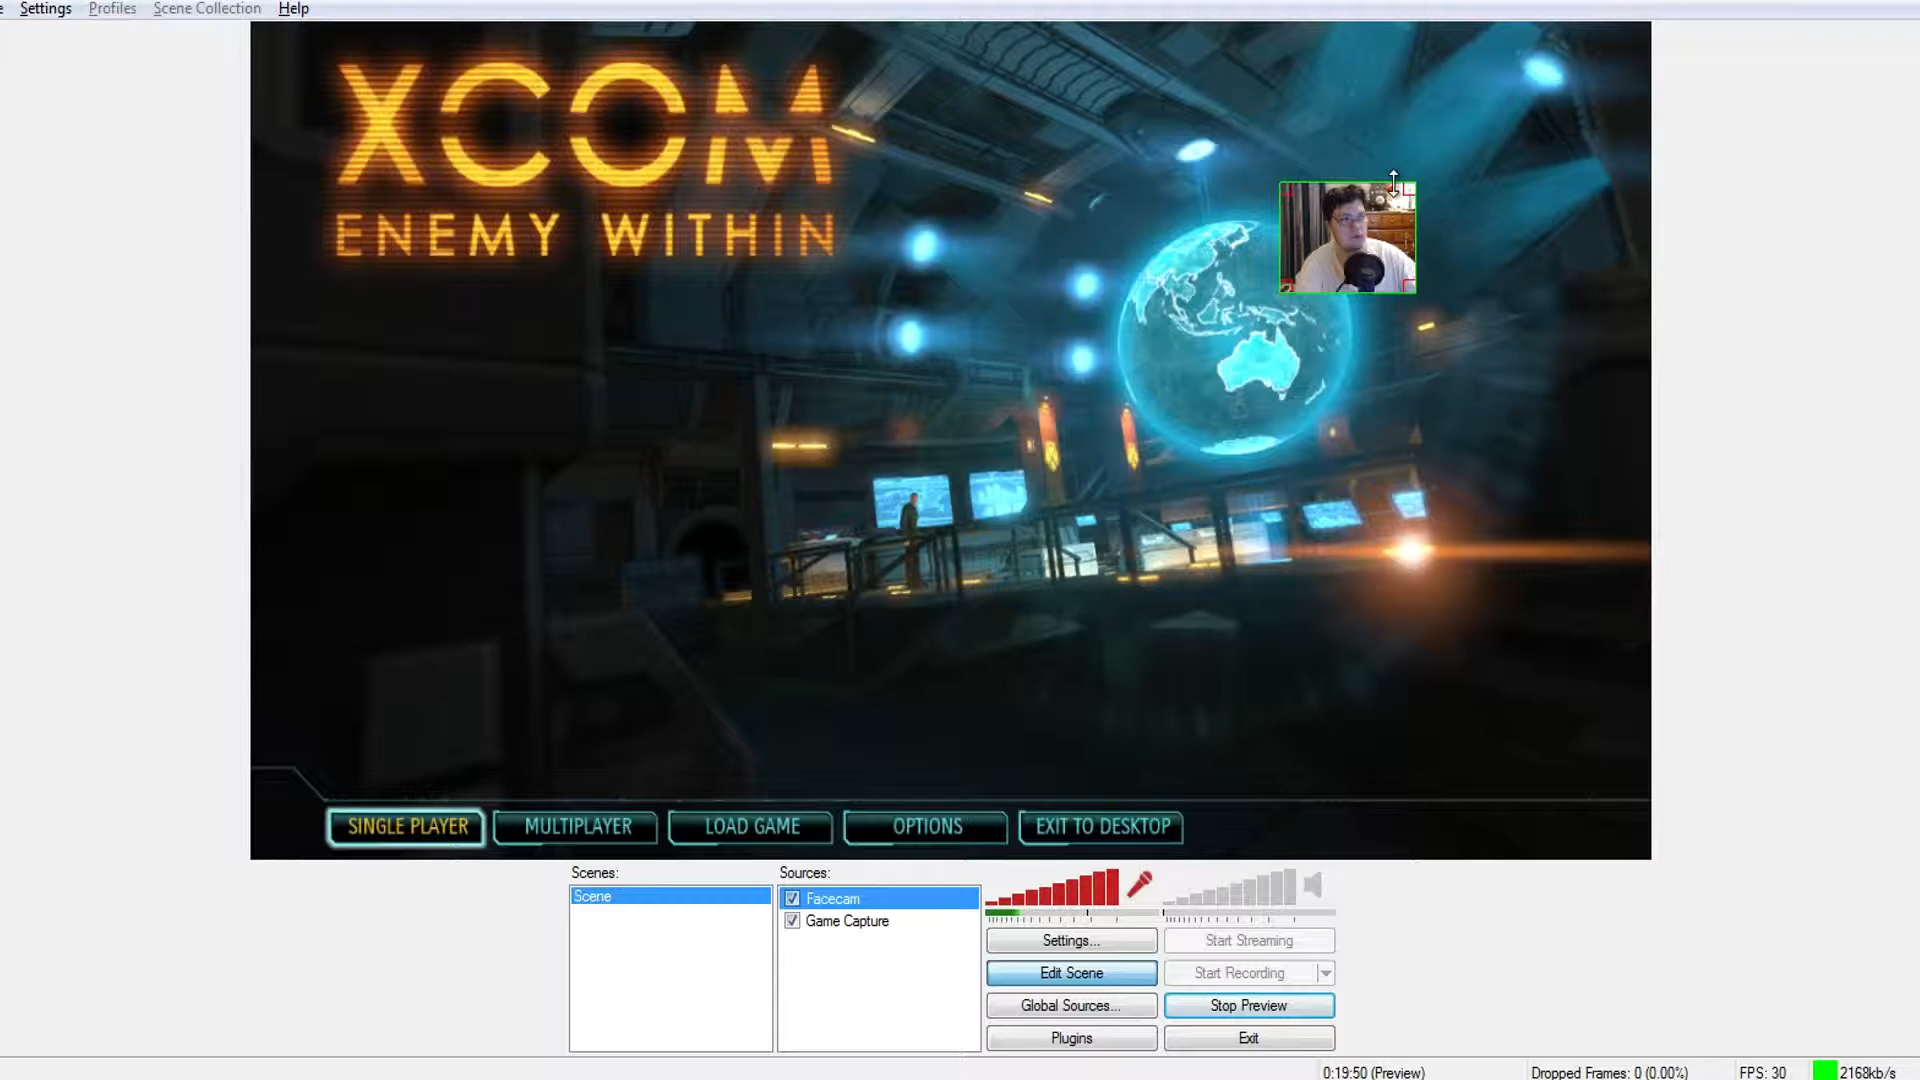 Settings Profiles Scene Collection Help
XCOM
ENEMY WITHIN
SINGLE PLAYER MULTIPLAYER LOAD GAME OPTIONS EXIT TO DESKTOP
Scenes: Sources:
Scene Facecam
Game Capture
Settings... Start Streaming
Edit Scene Start Recording
Global Sources... Stop Preview
Plugins Exit
0:19:50 (Preview) Dropped Frames: 0 (0.00%) FPS: 30 2168kb/s